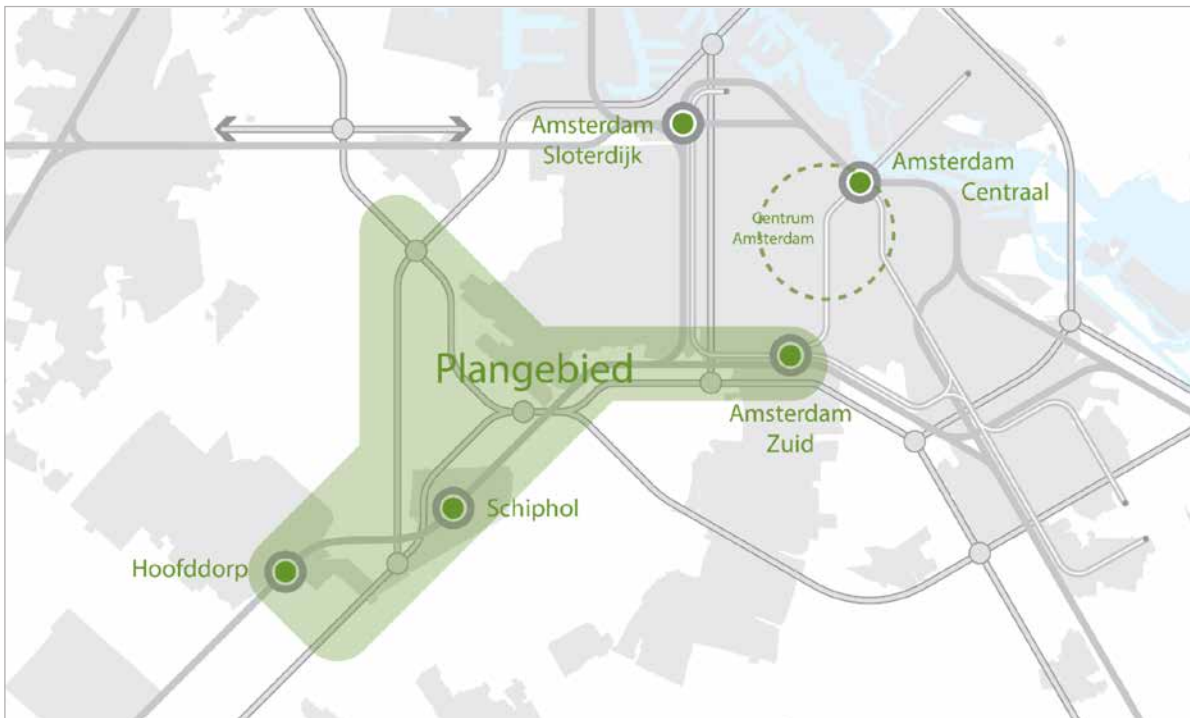 Amsterdam
Sloterdijk
Amsterdam
Centraal
Centrum
Amsterdam
Plangebied
Amsterdam
Zuid
Schiphol
Hoofddorp